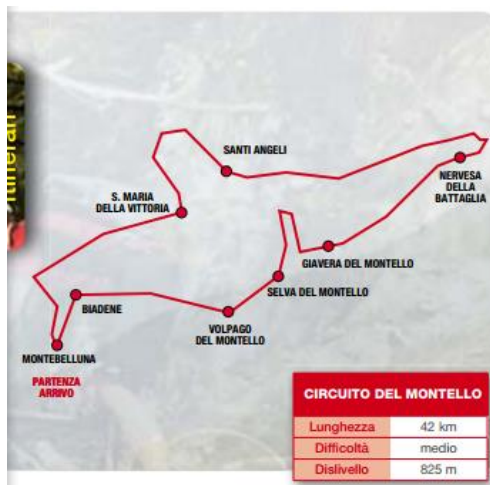 itinerari
SANTI ANGELI
NERVESA
DELLA
BATTAGLIA
S. MARIA
DELLA VITTORIA
GIAVERA DEL MONTELLO
SELVA DEL MONTELLO
BIADENE
VOLPAGO
DEL MONTELLO
MONTEBELLUNA
PARTENZA
ARRIVO
CIRCUITO DEL MONTELLO
Lunghezza 42 km
Difficoltà medio
Dislivello 825 m